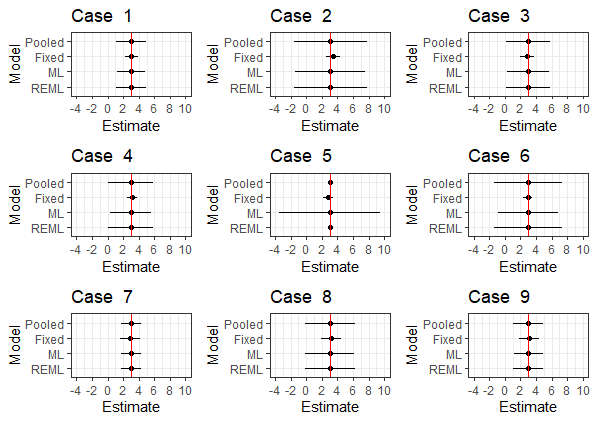 Case 1
Model
Pooled
Fixed
ML
REML
-4 -2 0 2 4 6 8 10
Estimate
Case 2
Model
Pooled
Fixed
ML
REML
-4 -2 0 2 4 6 8 10
Estimate
Case 3
Model
Pooled
Fixed
ML
REML
-4 -2 0 2 4 6 8 10
Estimate
Case 4
Model
Pooled
Fixed
ML
REML
-4 -2 0 2 4 6 8 10
Estimate
Case 5
Model
Pooled
Fixed
ML
REML
-4 -2 0 2 4 6 8 10
Estimate
Case 6
Model
Pooled
Fixed
ML
REML
-4 -2 0 2 4 6 8 10
Estimate
Case 7
Model
Pooled
Fixed
ML
REML
-4 -2 0 2 4 6 8 10
Estimate
Case 8
Model
Pooled
Fixed
ML
REML
-4 -2 0 2 4 6 8 10
Estimate
Case 9
Model
Pooled
Fixed
ML
REML
-4 -2 0 2 4 6 8 10
Estimate